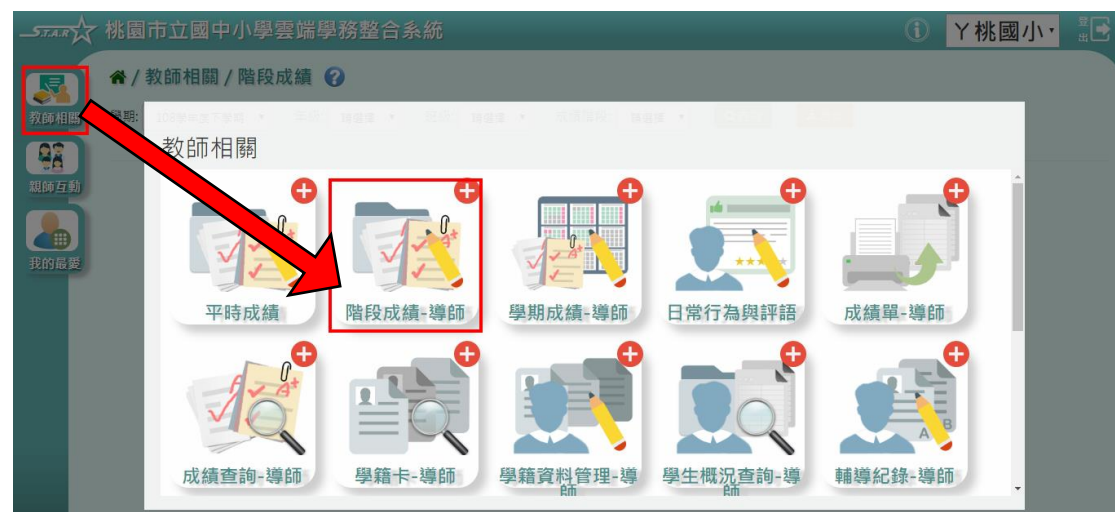 STAR 桃園市立國中小學雲端學務整合系統
ㄚ桃國小
登出
教師相關
親師互動
我的最愛
/ 教師相關 / 階段成績
學期:
教師相關
平時成績
階段成績-導師
學期成績-導師
日常行為與評語
成績單-導師
成績查詢-導師
學籍卡-導師
學籍資料管理-導師
學生概況查詢-導師
輔導紀錄-導師